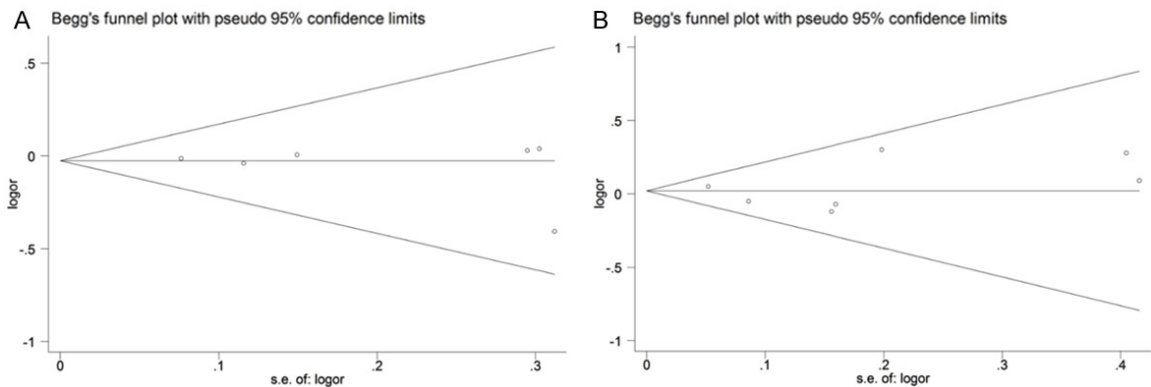 A
Begg's funnel plot with pseudo 95% confidence limits
.5
0
-.5
-1
logor
0
.1
.2
.3
s.e. of: logor
B
Begg's funnel plot with pseudo 95% confidence limits
1
.5
0
-.5
-1
logor
0
.1
.2
.3
.4
s.e. of: logor